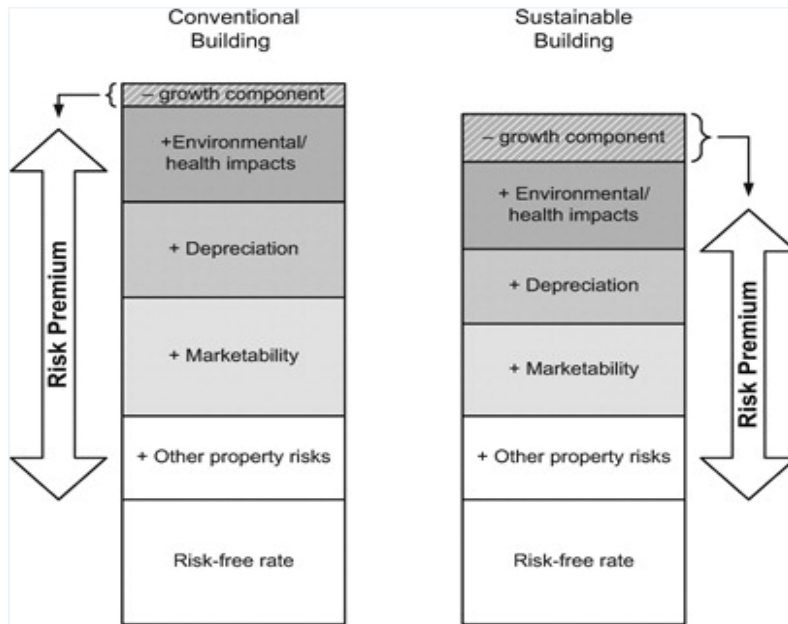 Conventional
Building
– growth component
+Environmental/
health impacts
+ Depreciation
+ Marketability
+ Other property risks
Risk-free rate
Risk Premium
Sustainable
Building
– growth component
+ Environmental/
health impacts
+ Depreciation
+ Marketability
+ Other property risks
Risk-free rate
Risk Premium